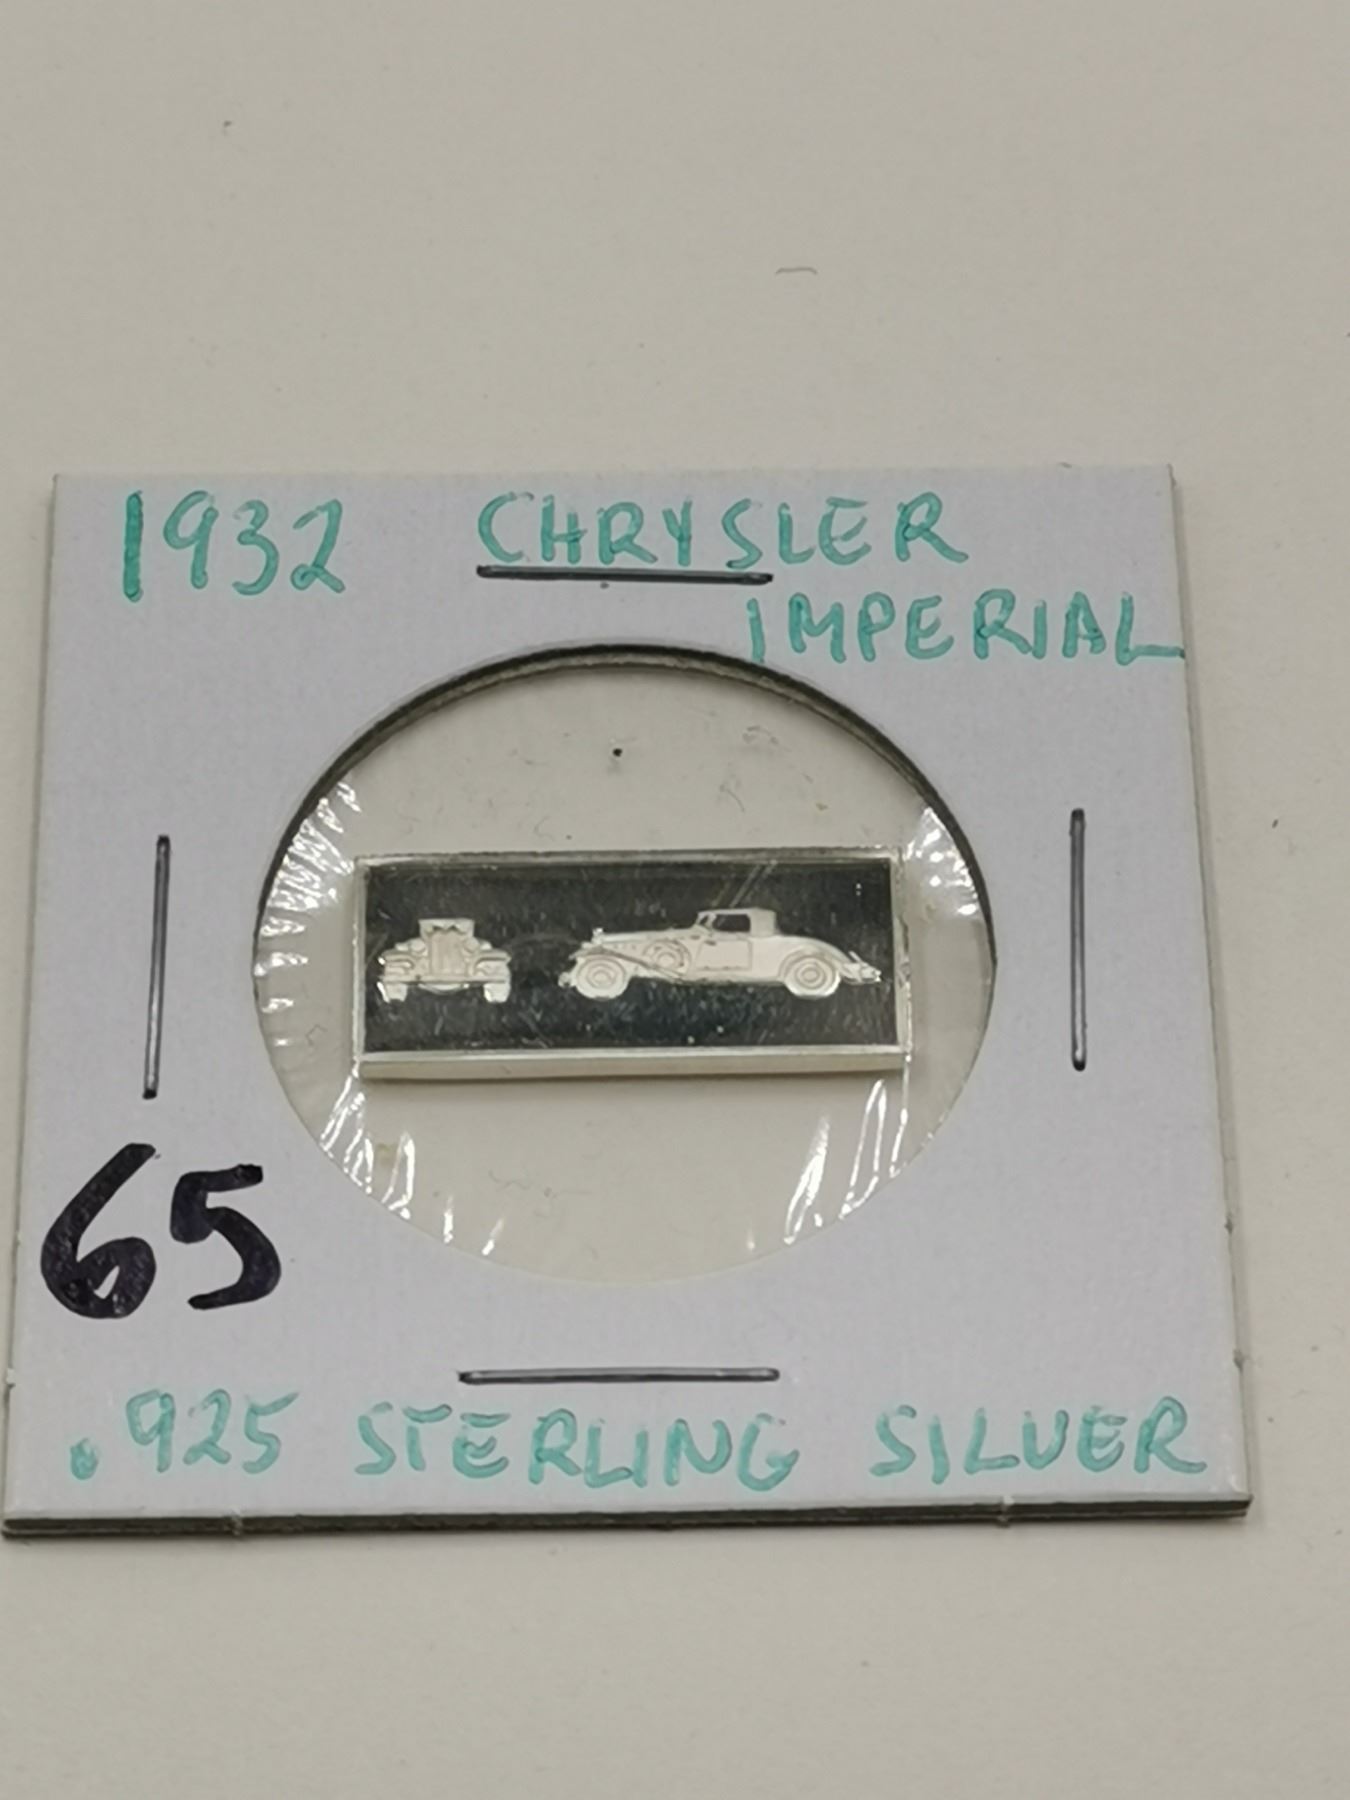 1932 CHRYSLER
IMPERIAL
65
.925 STERLING SILVER